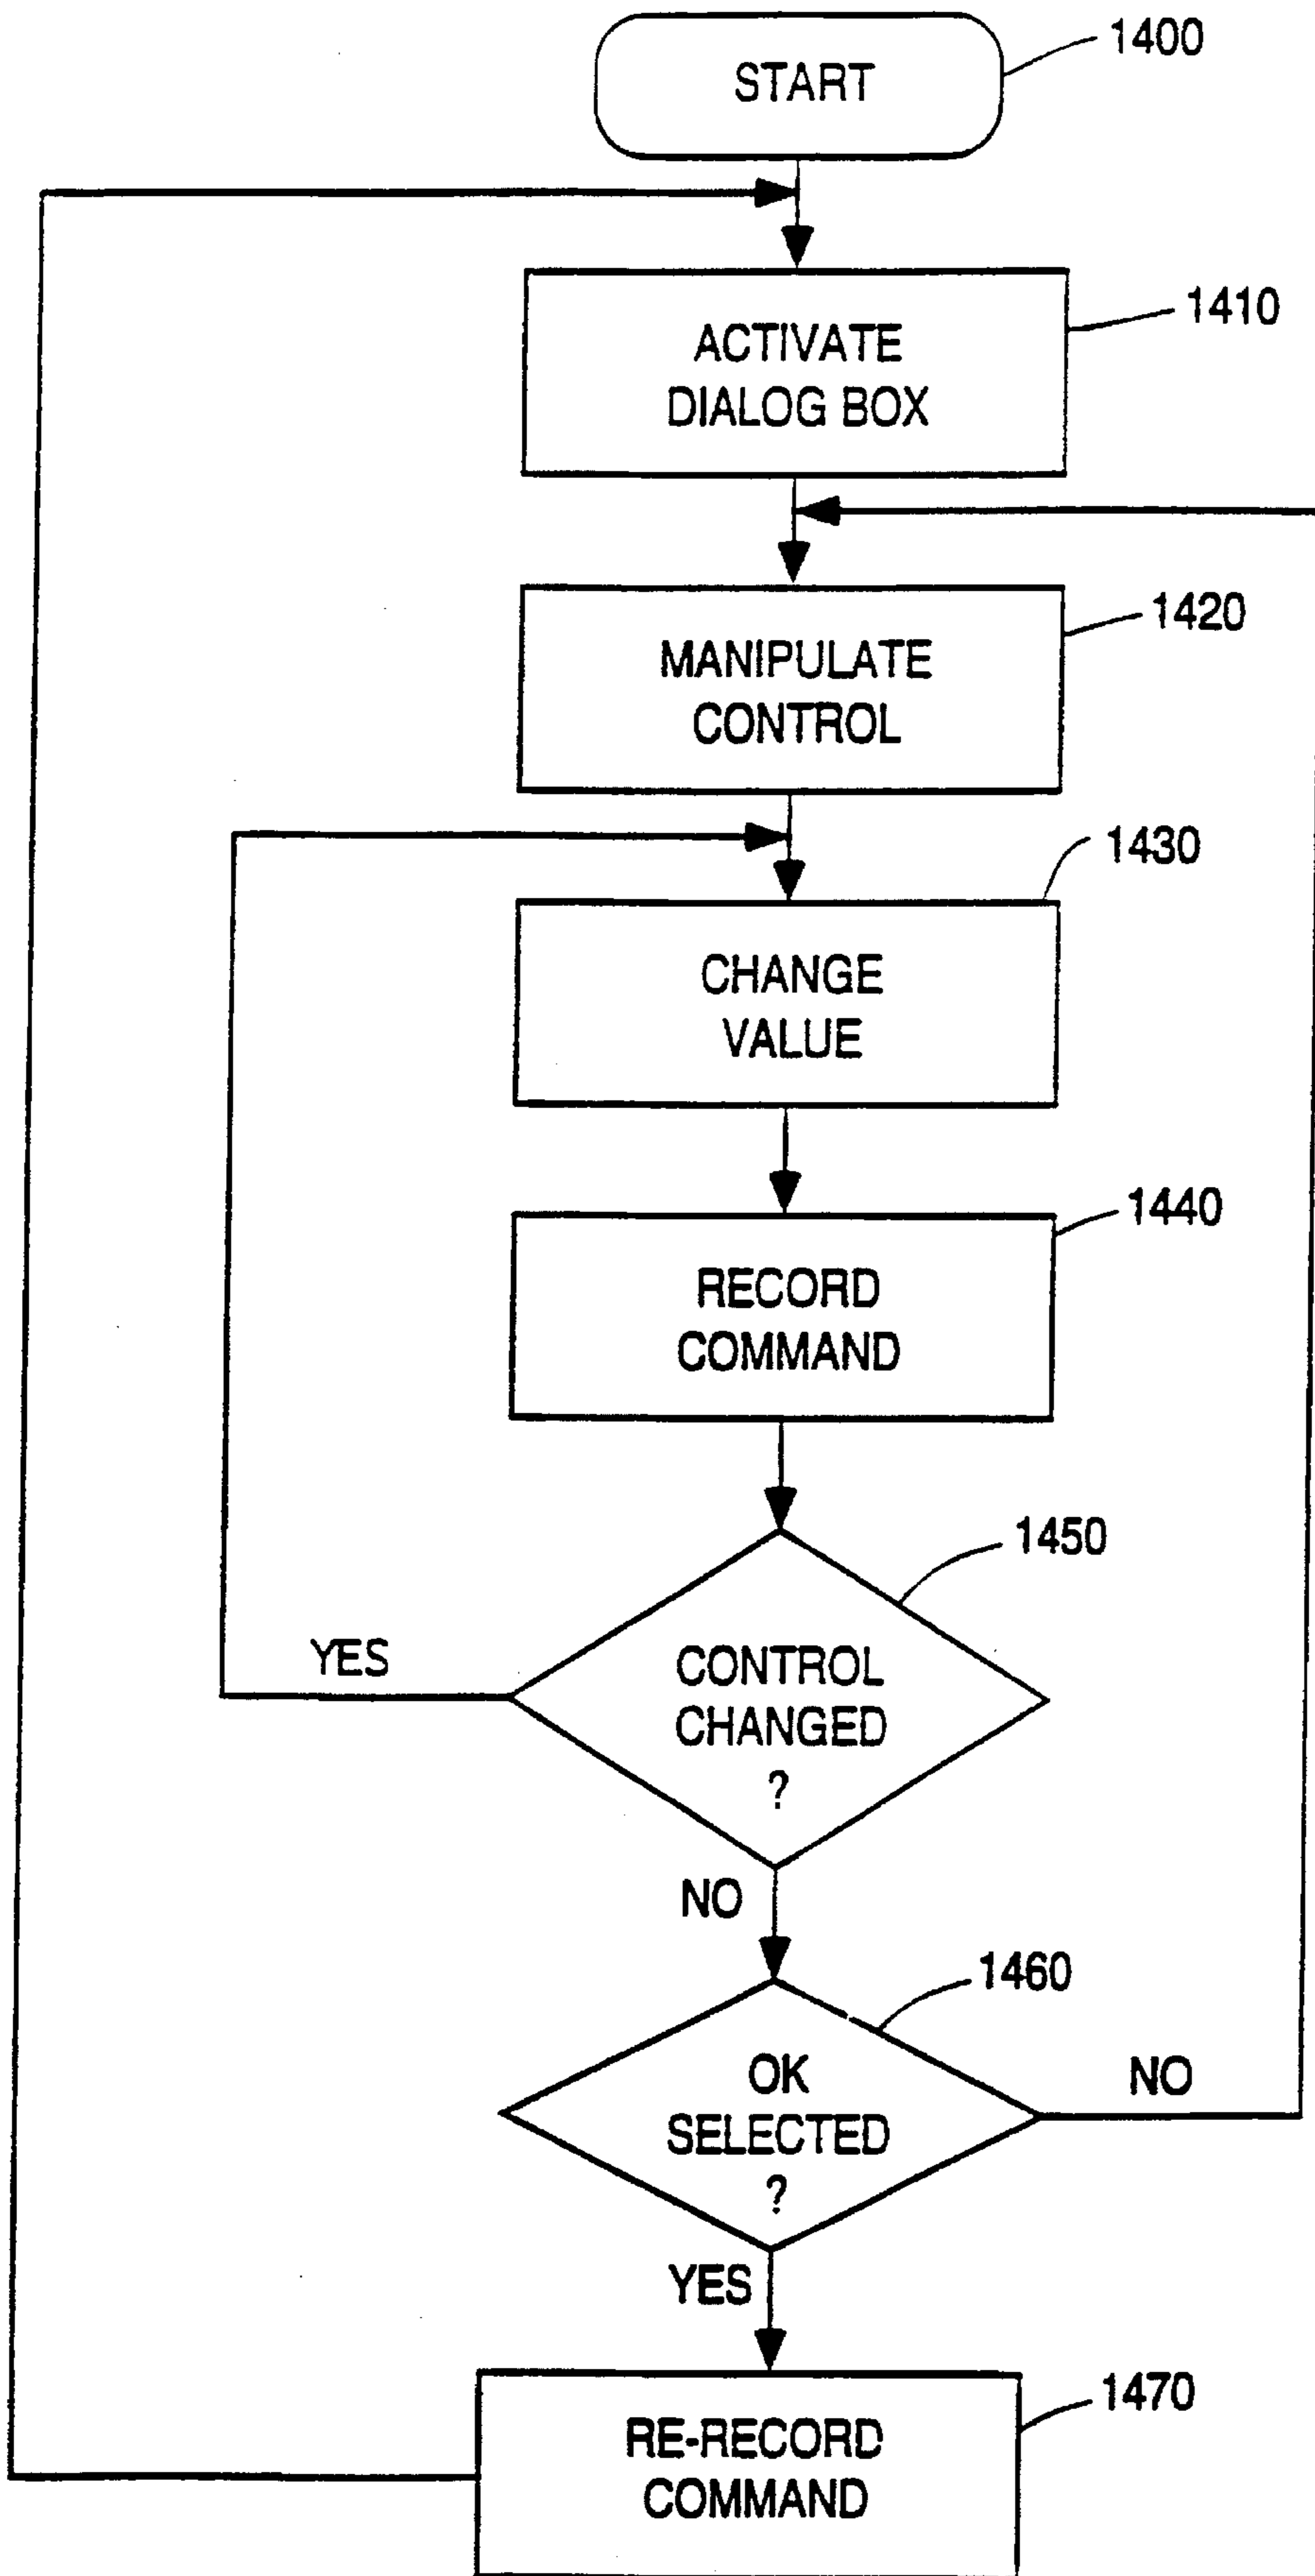 START
1400
ACTIVATE
DIALOG BOX
1410
MANIPULATE
CONTROL
1420
CHANGE
VALUE
1430
RECORD
COMMAND
1440
CONTROL
CHANGED
?
1450
YES
NO
OK
SELECTED
?
1460
NO
YES
RE-RECORD
COMMAND
1470